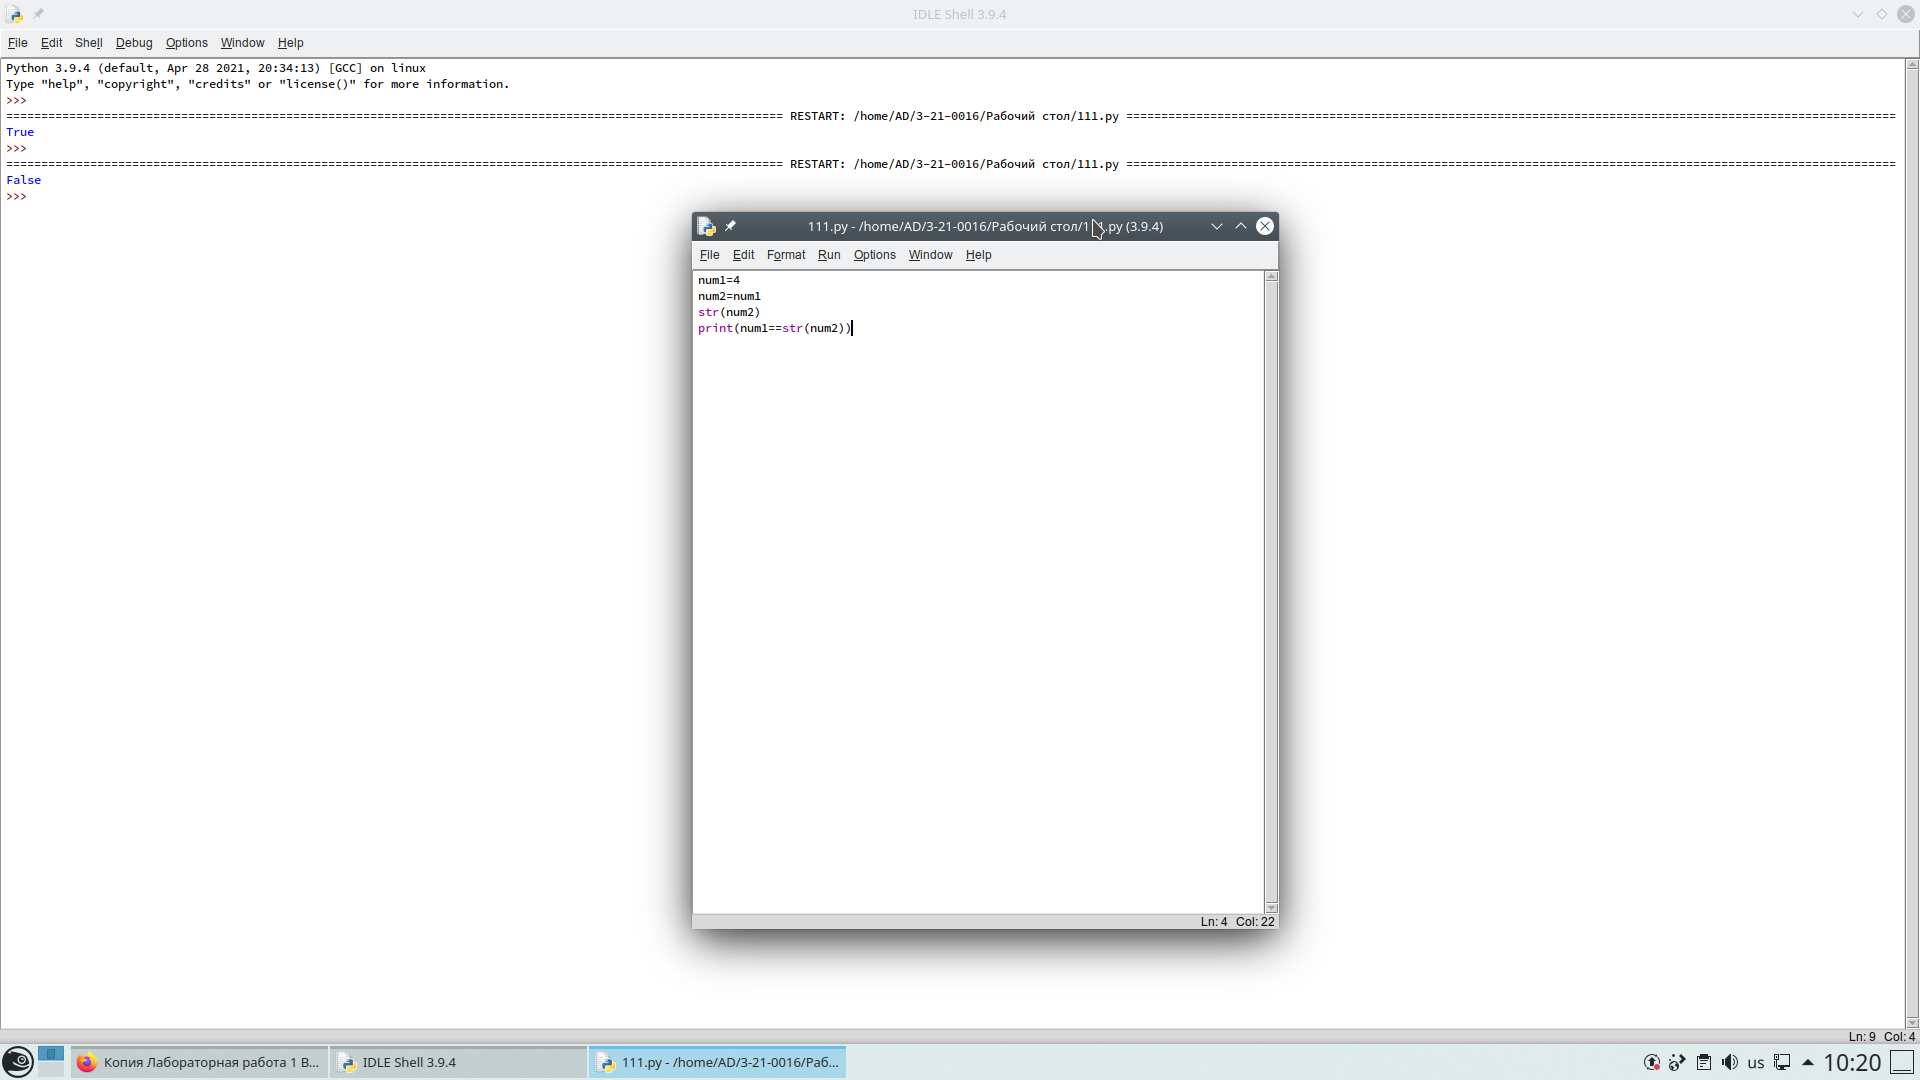 IDLE Shell 3.9.4
File Edit Shell Debug Options Window Help
Python 3.9.4 (default, Apr 28 2021, 20:34:13) [GCC] on linux
Type "help", "copyright", "credits" or "license()" for more information.
>>>
=============================================================================================================== RESTART: /home/AD/3-21-0016/Рабочий стол/111.py ==============================================================================================================
True
>>>
=============================================================================================================== RESTART: /home/AD/3-21-0016/Рабочий стол/111.py ==============================================================================================================
False
>>>
111.py - /home/AD/3-21-0016/Рабочий стол/111.py (3.9.4)
File Edit Format Run Options Window Help
num1=4
num2=num1
str(num2)
print(num1==str(num2))
Ln: 4 Col: 22
Ln: 9 Col: 4
Копия Лабораторная работа 1 В...
IDLE Shell 3.9.4
111.py - /home/AD/3-21-0016/Раб...
us
10:20